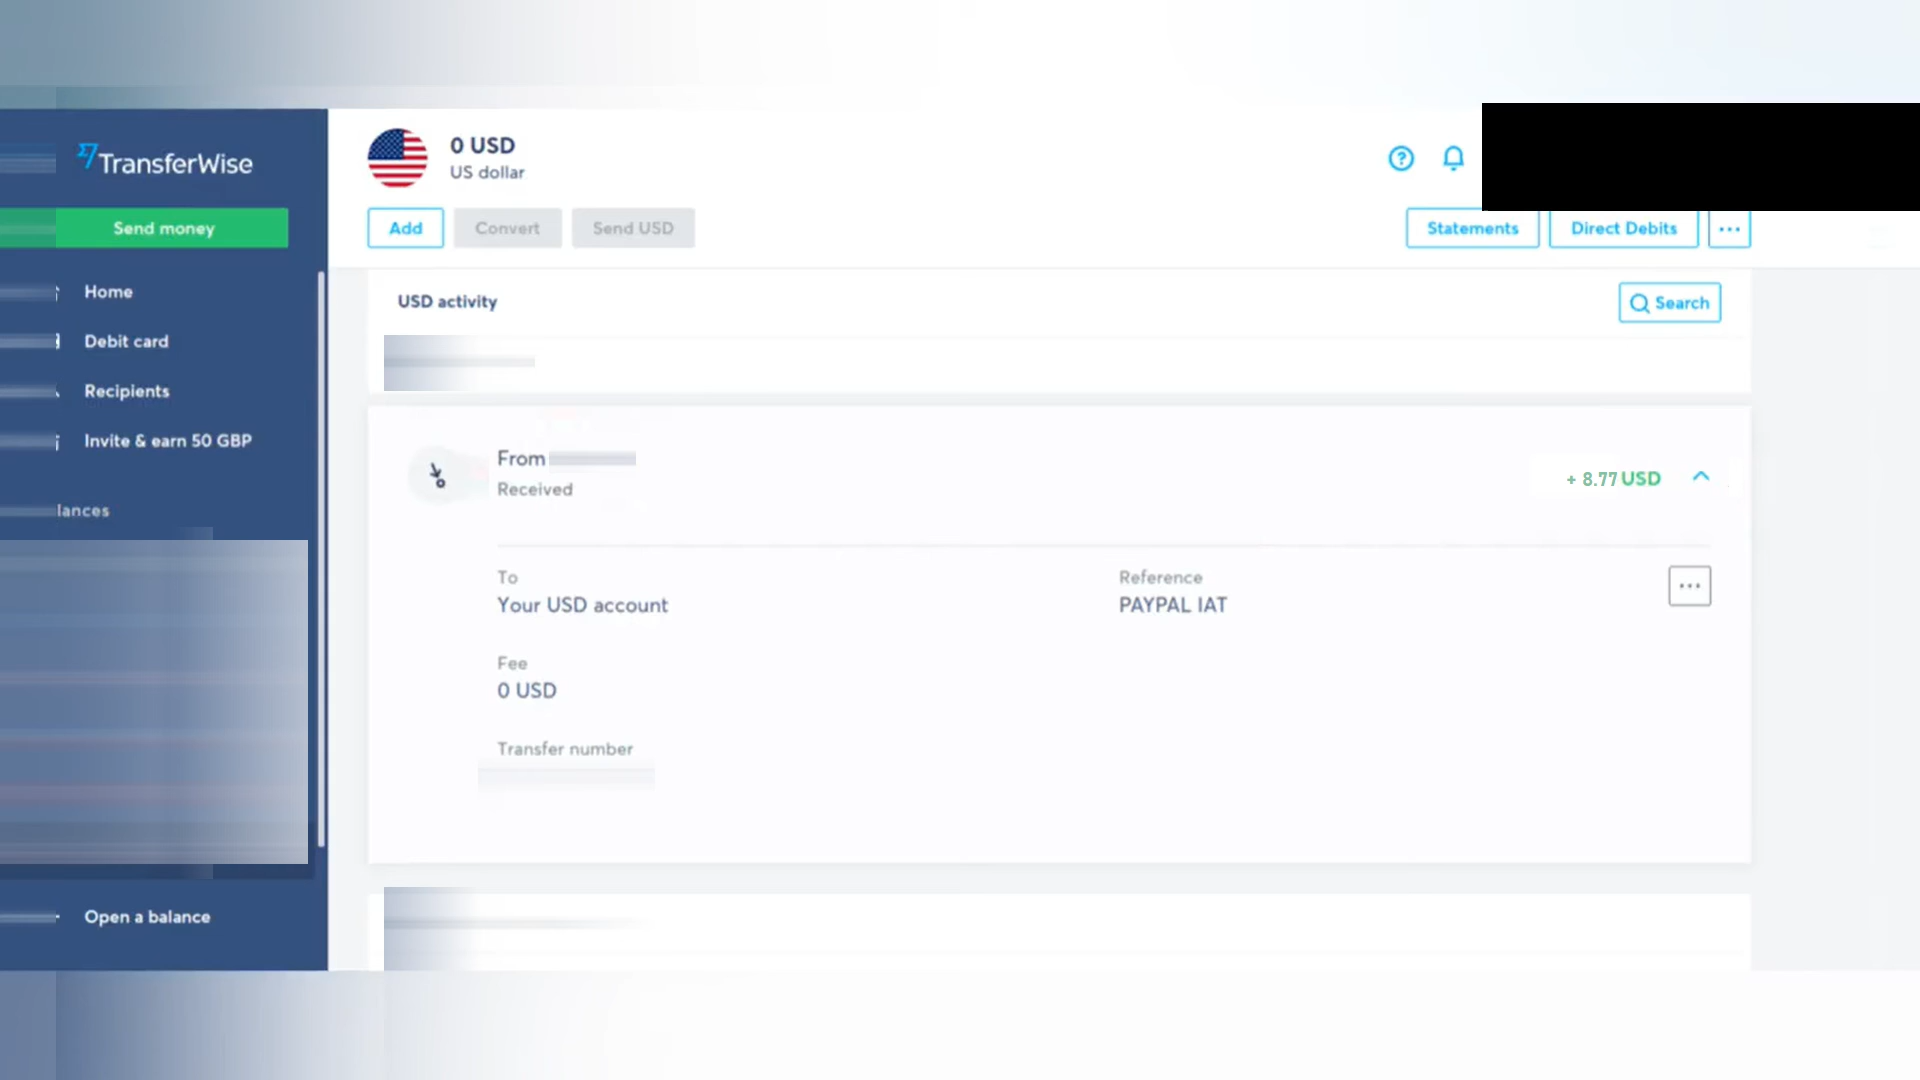 TransferWise
Send money
Home
Debit card
Recipients
Invite & earn 50 GBP
lances
Open a balance
0 USD
US dollar
Add
Convert
Send USD
Statements
Direct Debits
USD activity
Search
From
Received
+ 8.77 USD
To
Your USD account
Reference
PAYPAL IAT
Fee
0 USD
Transfer number